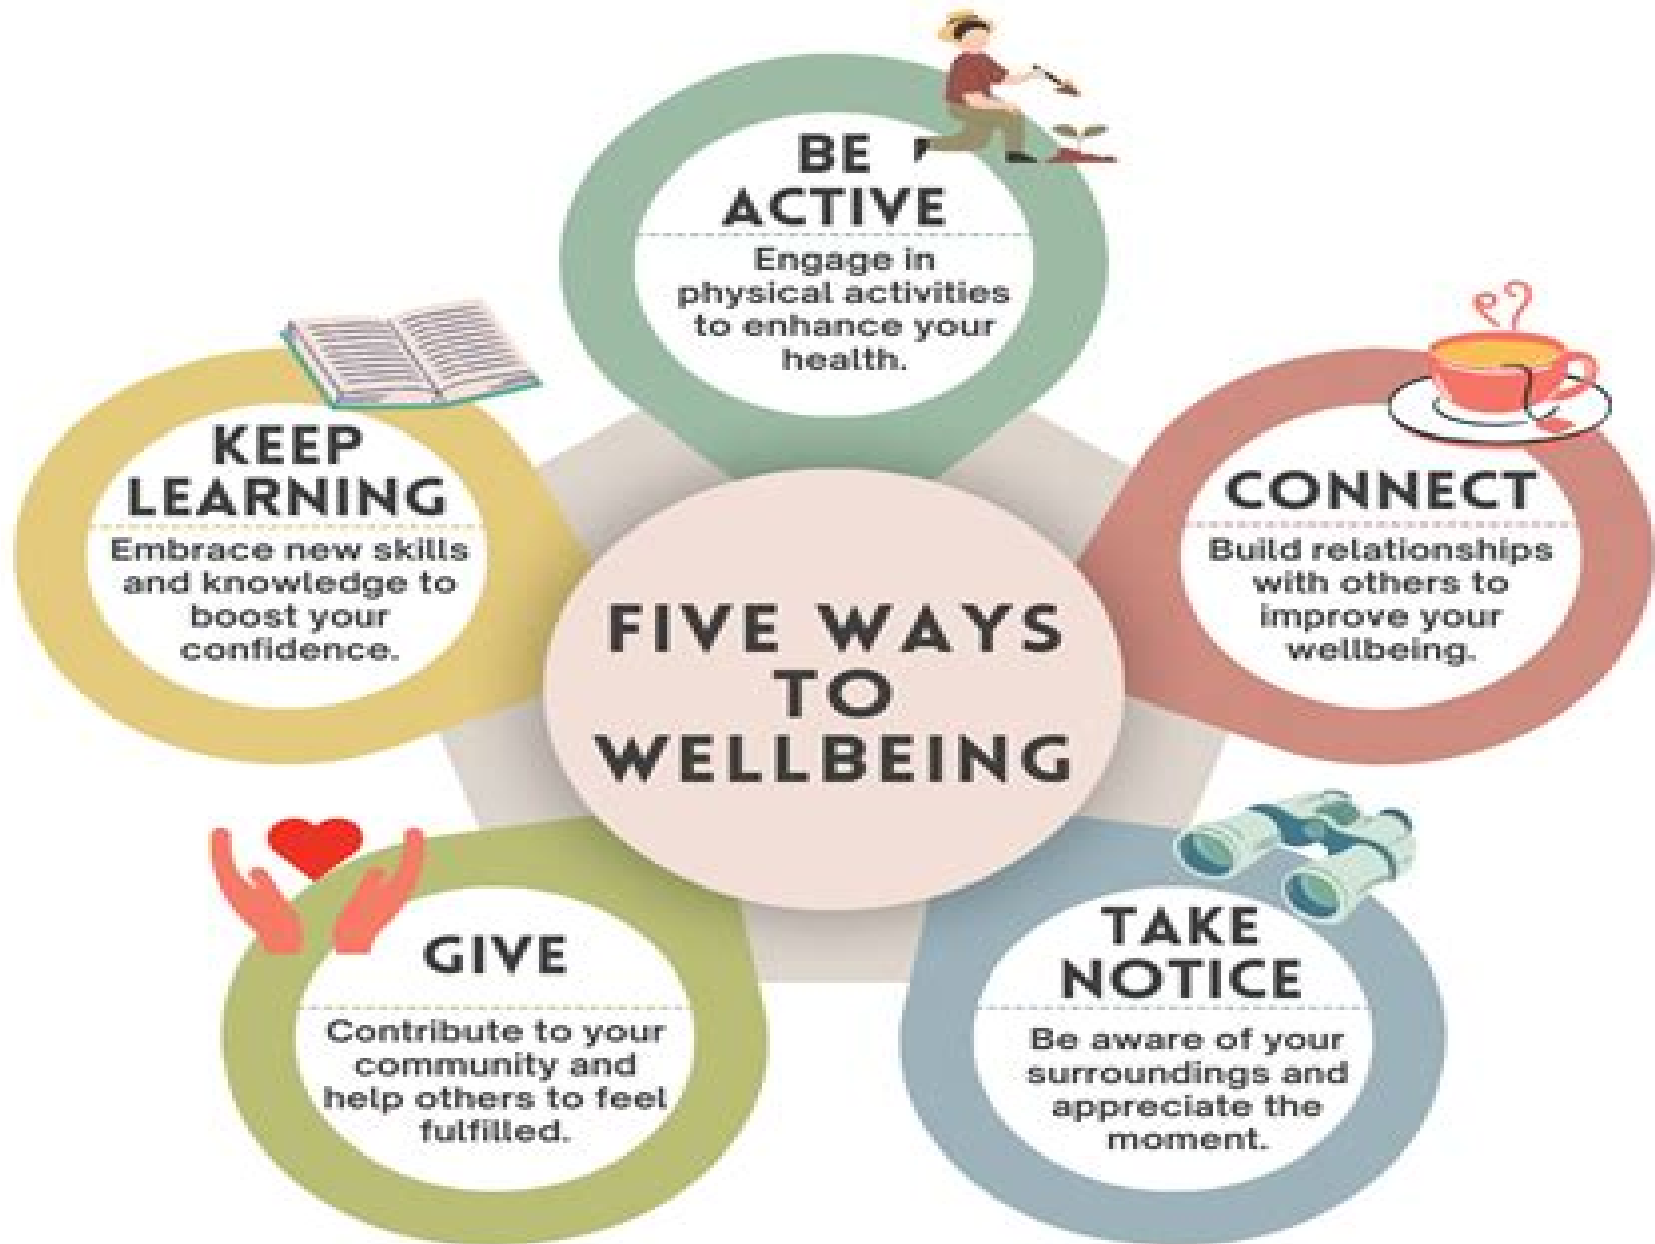 BE
ACTIVE
Engage in
physical activities
to enhance your
health.
KEEP
LEARNING
Embrace new skills
and knowledge to
boost your
confidence.
CONNECT
Build relationships
with others to
improve your
wellbeing.
FIVE WAYS
TO
WELLBEING
GIVE
Contribute to your
community and
help others to feel
fulfilled.
TAKE
NOTICE
Be aware of your
surroundings and
appreciate the
moment.